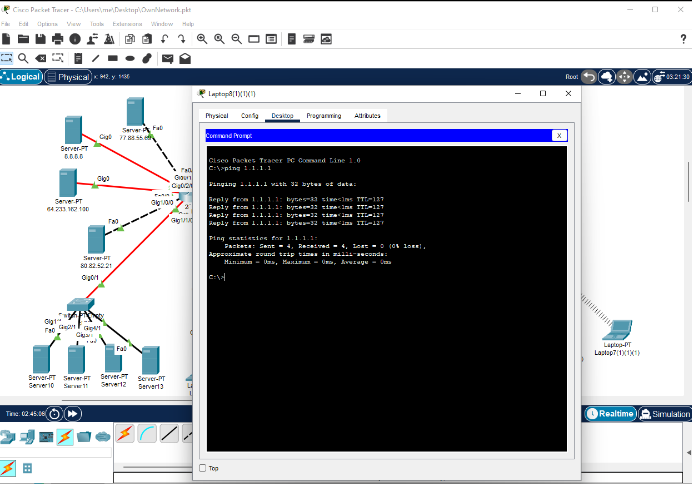 Cisco Packet Tracer - C:\Users\me\Desktop\OwnNetwork.pkt
File Edit Options View Tools Extensions Window Help
Logical Physical x: 942, y: 1435
Root 03:21:30
Server-PT
8.8.8.8
Server-PT
77.88.55.66
Fa0
Gig0
Server-PT
64.233.162.100
Gig0
Server-PT
80.82.52.21
Fa0
Gig1/0/0
Gig0/1
Gig2/1
Gig4/1
Fa0
Fa0
Server-PT
Server10
Server-PT
Server11
Server-PT
Server12
Server-PT
Server13
Laptop8(1)(1)(1)
Physical Config Desktop Programming Attributes
Command Prompt X
Cisco Packet Tracer PC Command Line 1.0
C:\>ping 1.1.1.1
Pinging 1.1.1.1 with 32 bytes of data:
Reply from 1.1.1.1: bytes=32 time<1ms TTL=127
Reply from 1.1.1.1: bytes=32 time<1ms TTL=127
Reply from 1.1.1.1: bytes=32 time<1ms TTL=127
Reply from 1.1.1.1: bytes=32 time<1ms TTL=127
Ping statistics for 1.1.1.1:
Packets: Sent = 4, Received = 4, Lost = 0 (0% loss),
Approximate round trip times in milli-seconds:
Minimum = 0ms, Maximum = 0ms, Average = 0ms
C:\>
Top
Laptop-PT
Laptop7(1)(1)(1)
Time: 02:45:06
Realtime Simulation